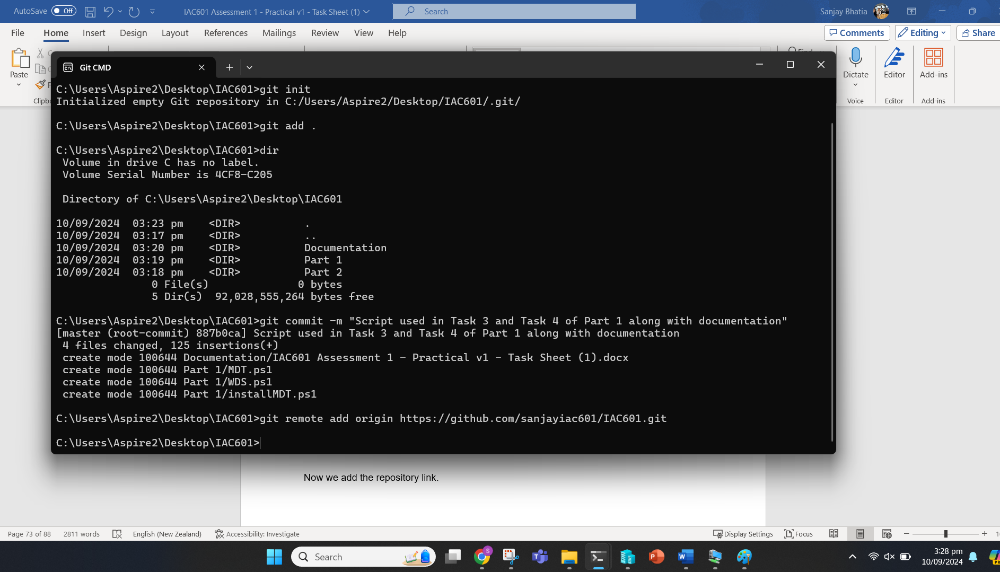 AutoSave Off IAC601 Assessment 1 - Practical v1 - Task Sheet (1) Search Sanjay Bhatia
File Home Insert Design Layout References Mailings Review View Help Comments Editing Share
Paste Dictate Editor Add-ins
Voice Editor Add-ins
Git CMD
C:\Users\Aspire2\Desktop\IAC601>git init
Initialized empty Git repository in C:/Users/Aspire2/Desktop/IAC601/.git/
C:\Users\Aspire2\Desktop\IAC601>git add .
C:\Users\Aspire2\Desktop\IAC601>dir
Volume in drive C has no label.
Volume Serial Number is 4CF8-C205
Directory of C:\Users\Aspire2\Desktop\IAC601
10/09/2024 03:23 pm <DIR> .
10/09/2024 03:17 pm <DIR> ..
10/09/2024 03:20 pm <DIR> Documentation
10/09/2024 03:19 pm <DIR> Part 1
10/09/2024 03:18 pm <DIR> Part 2
0 File(s) 0 bytes
5 Dir(s) 92,028,555,264 bytes free
C:\Users\Aspire2\Desktop\IAC601>git commit -m "Script used in Task 3 and Task 4 of Part 1 along with documentation"
[master (root-commit) 887b0ca] Script used in Task 3 and Task 4 of Part 1 along with documentation
4 files changed, 125 insertions(+)
create mode 100644 Documentation/IAC601 Assessment 1 - Practical v1 - Task Sheet (1).docx
create mode 100644 Part 1/MDT.ps1
create mode 100644 Part 1/WDS.ps1
create mode 100644 Part 1/installMDT.ps1
C:\Users\Aspire2\Desktop\IAC601>git remote add origin https://github.com/sanjayiac601/IAC601.git
C:\Users\Aspire2\Desktop\IAC601>
Now we add the repository link.
Page 73 of 88 2811 words English (New Zealand) Accessibility: Investigate Display Settings Focus
Search
3:28 pm
10/09/2024